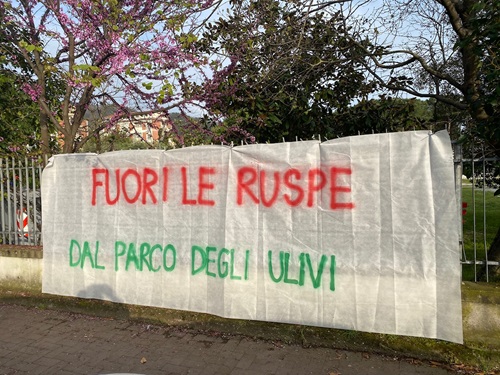 FUORI LE RUSPE
DAL PARCO DEGLI ULIVI